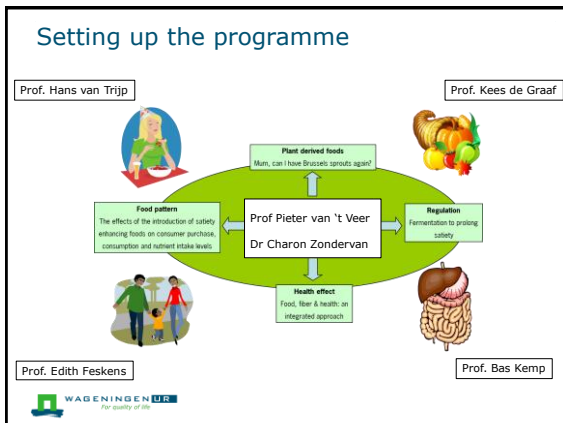 Setting up the programme
Prof. Hans van Trijp
Prof. Kees de Graaf
Plant derived foods
Mum, can I have Brussels sprouts again?
Food pattern
The effects of the introduction of satiety
enhancing foods on consumer purchase,
consumption and nutrient intake levels
Prof Pieter van ‘t Veer
Dr Charon Zondervan
Regulation
Fermentation to prolong
satiety
Health effect
Food, fiber & health: an
integrated approach
Prof. Edith Feskens
Prof. Bas Kemp
WAGENINGEN UR
For quality of life